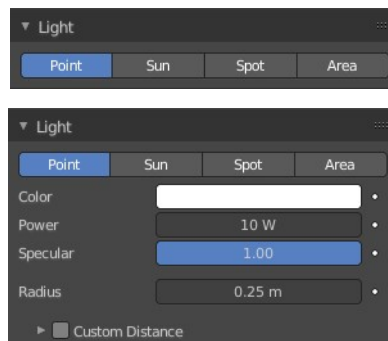 Light
Point Sun Spot Area
Light
Point Sun Spot Area
Color
Power 10 W
Specular 1.00
Radius 0.25 m
Custom Distance